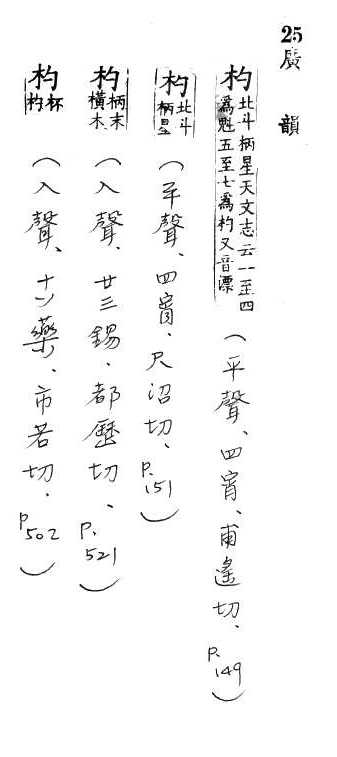 25 廣韻
杓 北斗柄星天文志云一至四爲魁五至七爲杓又音漂（平聲、四宵、甫遙切、P.149）
杓 北斗柄星（平聲、四宵、尺沼切、P.151）
杓 柄末橫木（入聲、廿三錫、都歷切、P.521）
杓 杯杓（入聲、十八藥、市若切、P.502）